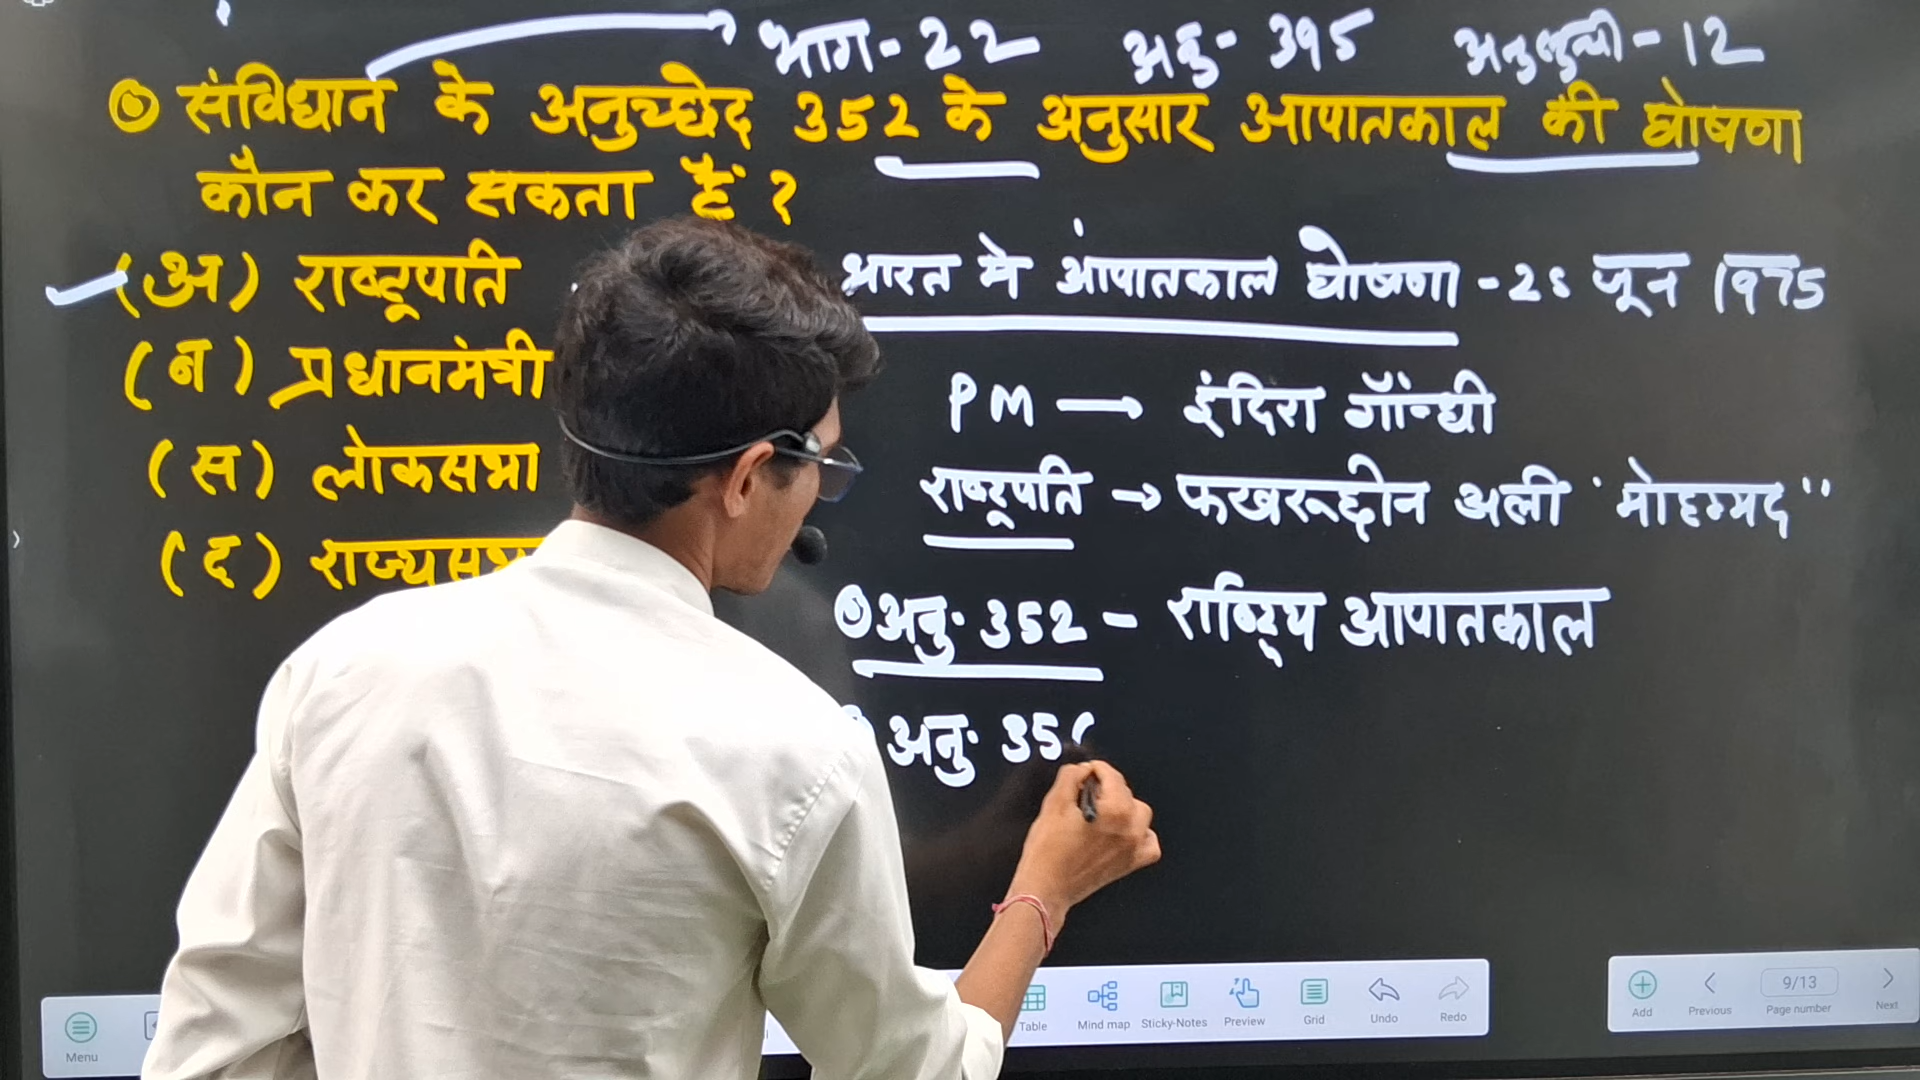 भाग - 22 अनु - 395 अनुसूची - 12
संविधान के अनुच्छेद 352 के अनुसार आपातकाल की घोषणा
कौन कर सकता हैं ?
(अ) राष्ट्रपति
(ब) प्रधानमंत्री
(स) लोकसभा
(द) राज्यसभा
भारत मे आंपातकाल घोषणा - 25 जून 1975
PM → इंदिरा गाँन्धी
राष्ट्रपति → फखरूद्दीन अली 'मोहम्मद''
अनु. 352 - राष्ट्रिय आपातकाल
अनु. 35
Menu Table Mind map Sticky-Notes Preview Grid Undo Redo
Add Previous 9/13 Page number Next